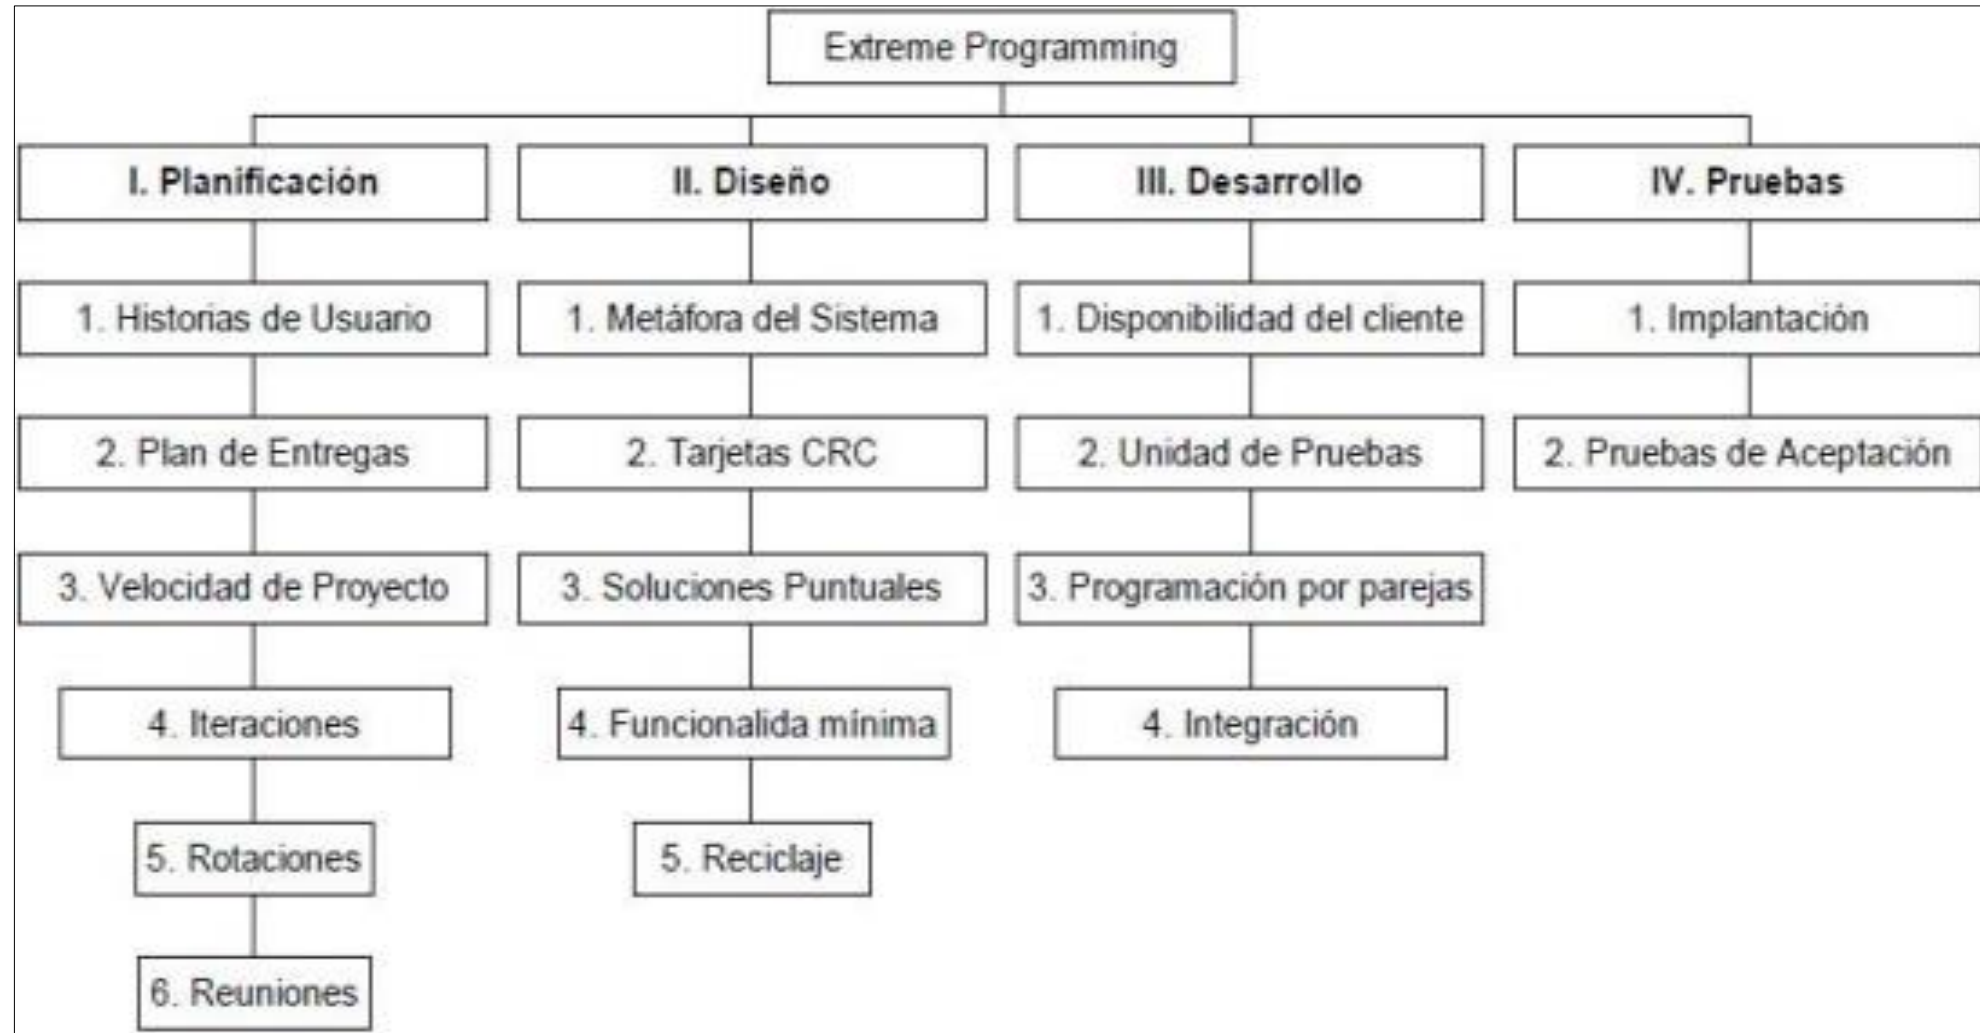 Extreme Programming
I. Planificación
II. Diseño
III. Desarrollo
IV. Pruebas
1. Historias de Usuario
1. Metáfora del Sistema
1. Disponibilidad del cliente
1. Implantación
2. Plan de Entregas
2. Tarjetas CRC
2. Unidad de Pruebas
2. Pruebas de Aceptación
3. Velocidad de Proyecto
3. Soluciones Puntuales
3. Programación por parejas
4. Iteraciones
4. Funcionalida mínima
4. Integración
5. Rotaciones
5. Reciclaje
6. Reuniones